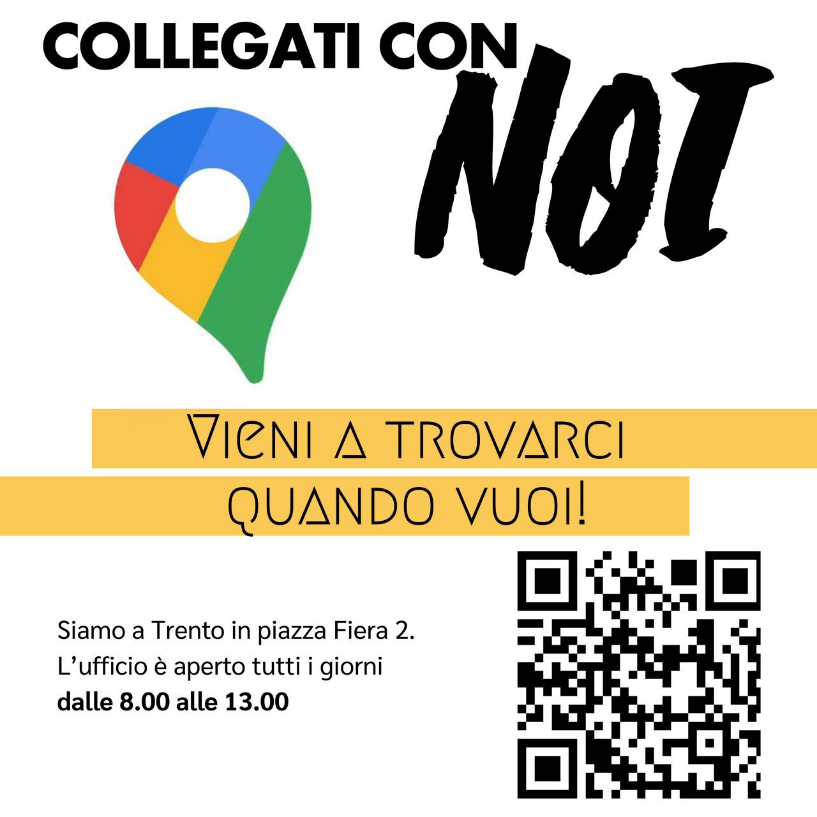 COLLEGATI CON
NOI
Vieni a trovarci
quando vuoi!
Siamo a Trento in piazza Fiera 2.
L’ufficio è aperto tutti i giorni
dalle 8.00 alle 13.00